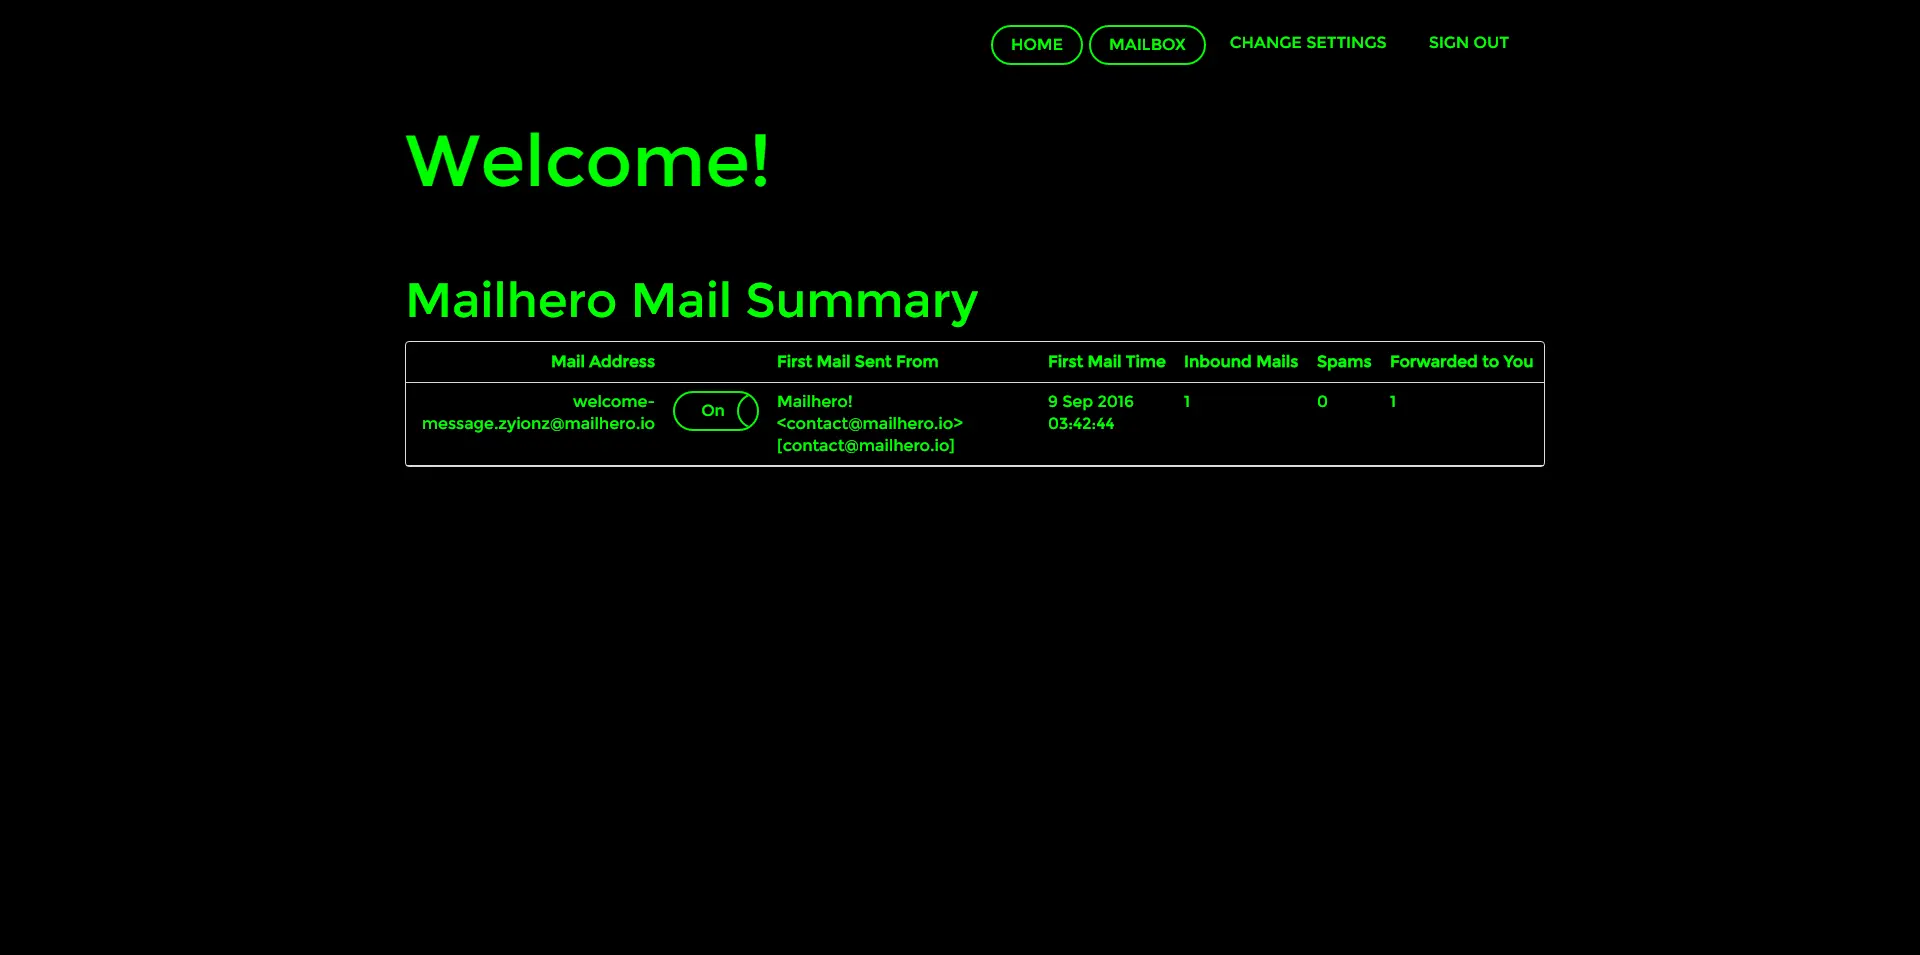 HOME MAILBOX CHANGE SETTINGS SIGN OUT
Welcome!
Mailhero Mail Summary
Mail Address First Mail Sent From First Mail Time Inbound Mails Spams Forwarded to You
welcome- On Mailhero! 9 Sep 2016 1 0 1
message.zyionz@mailhero.io <contact@mailhero.io> 03:42:44
[contact@mailhero.io]